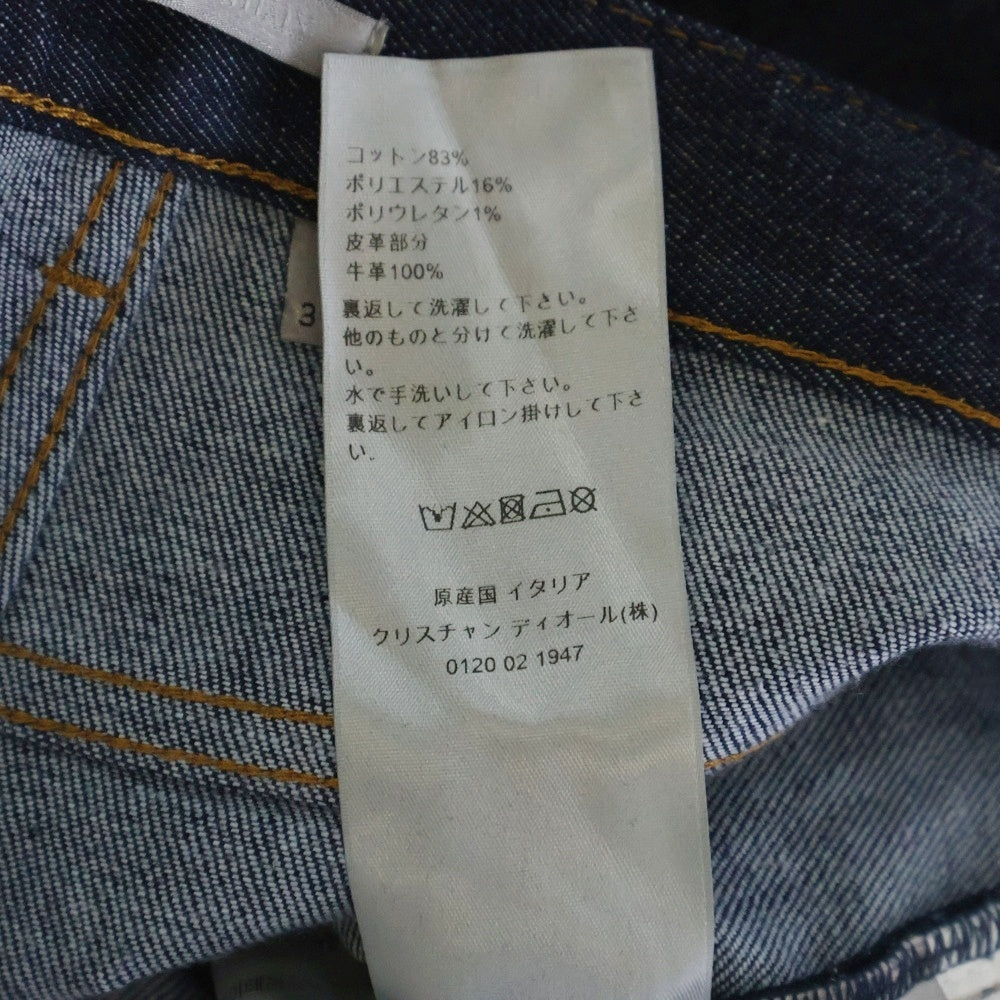 コットン83%
ポリエステル16%
ポリウレタン1%
皮革部分
牛革100%
裏返して洗濯して下さい。
他のものと分けて洗濯して下さ
い。
水で手洗いして下さい。
裏返してアイロン掛けして下さ
い.
3
原産国 イタリア
クリスチャン ディオール(株)
0120 02 1947